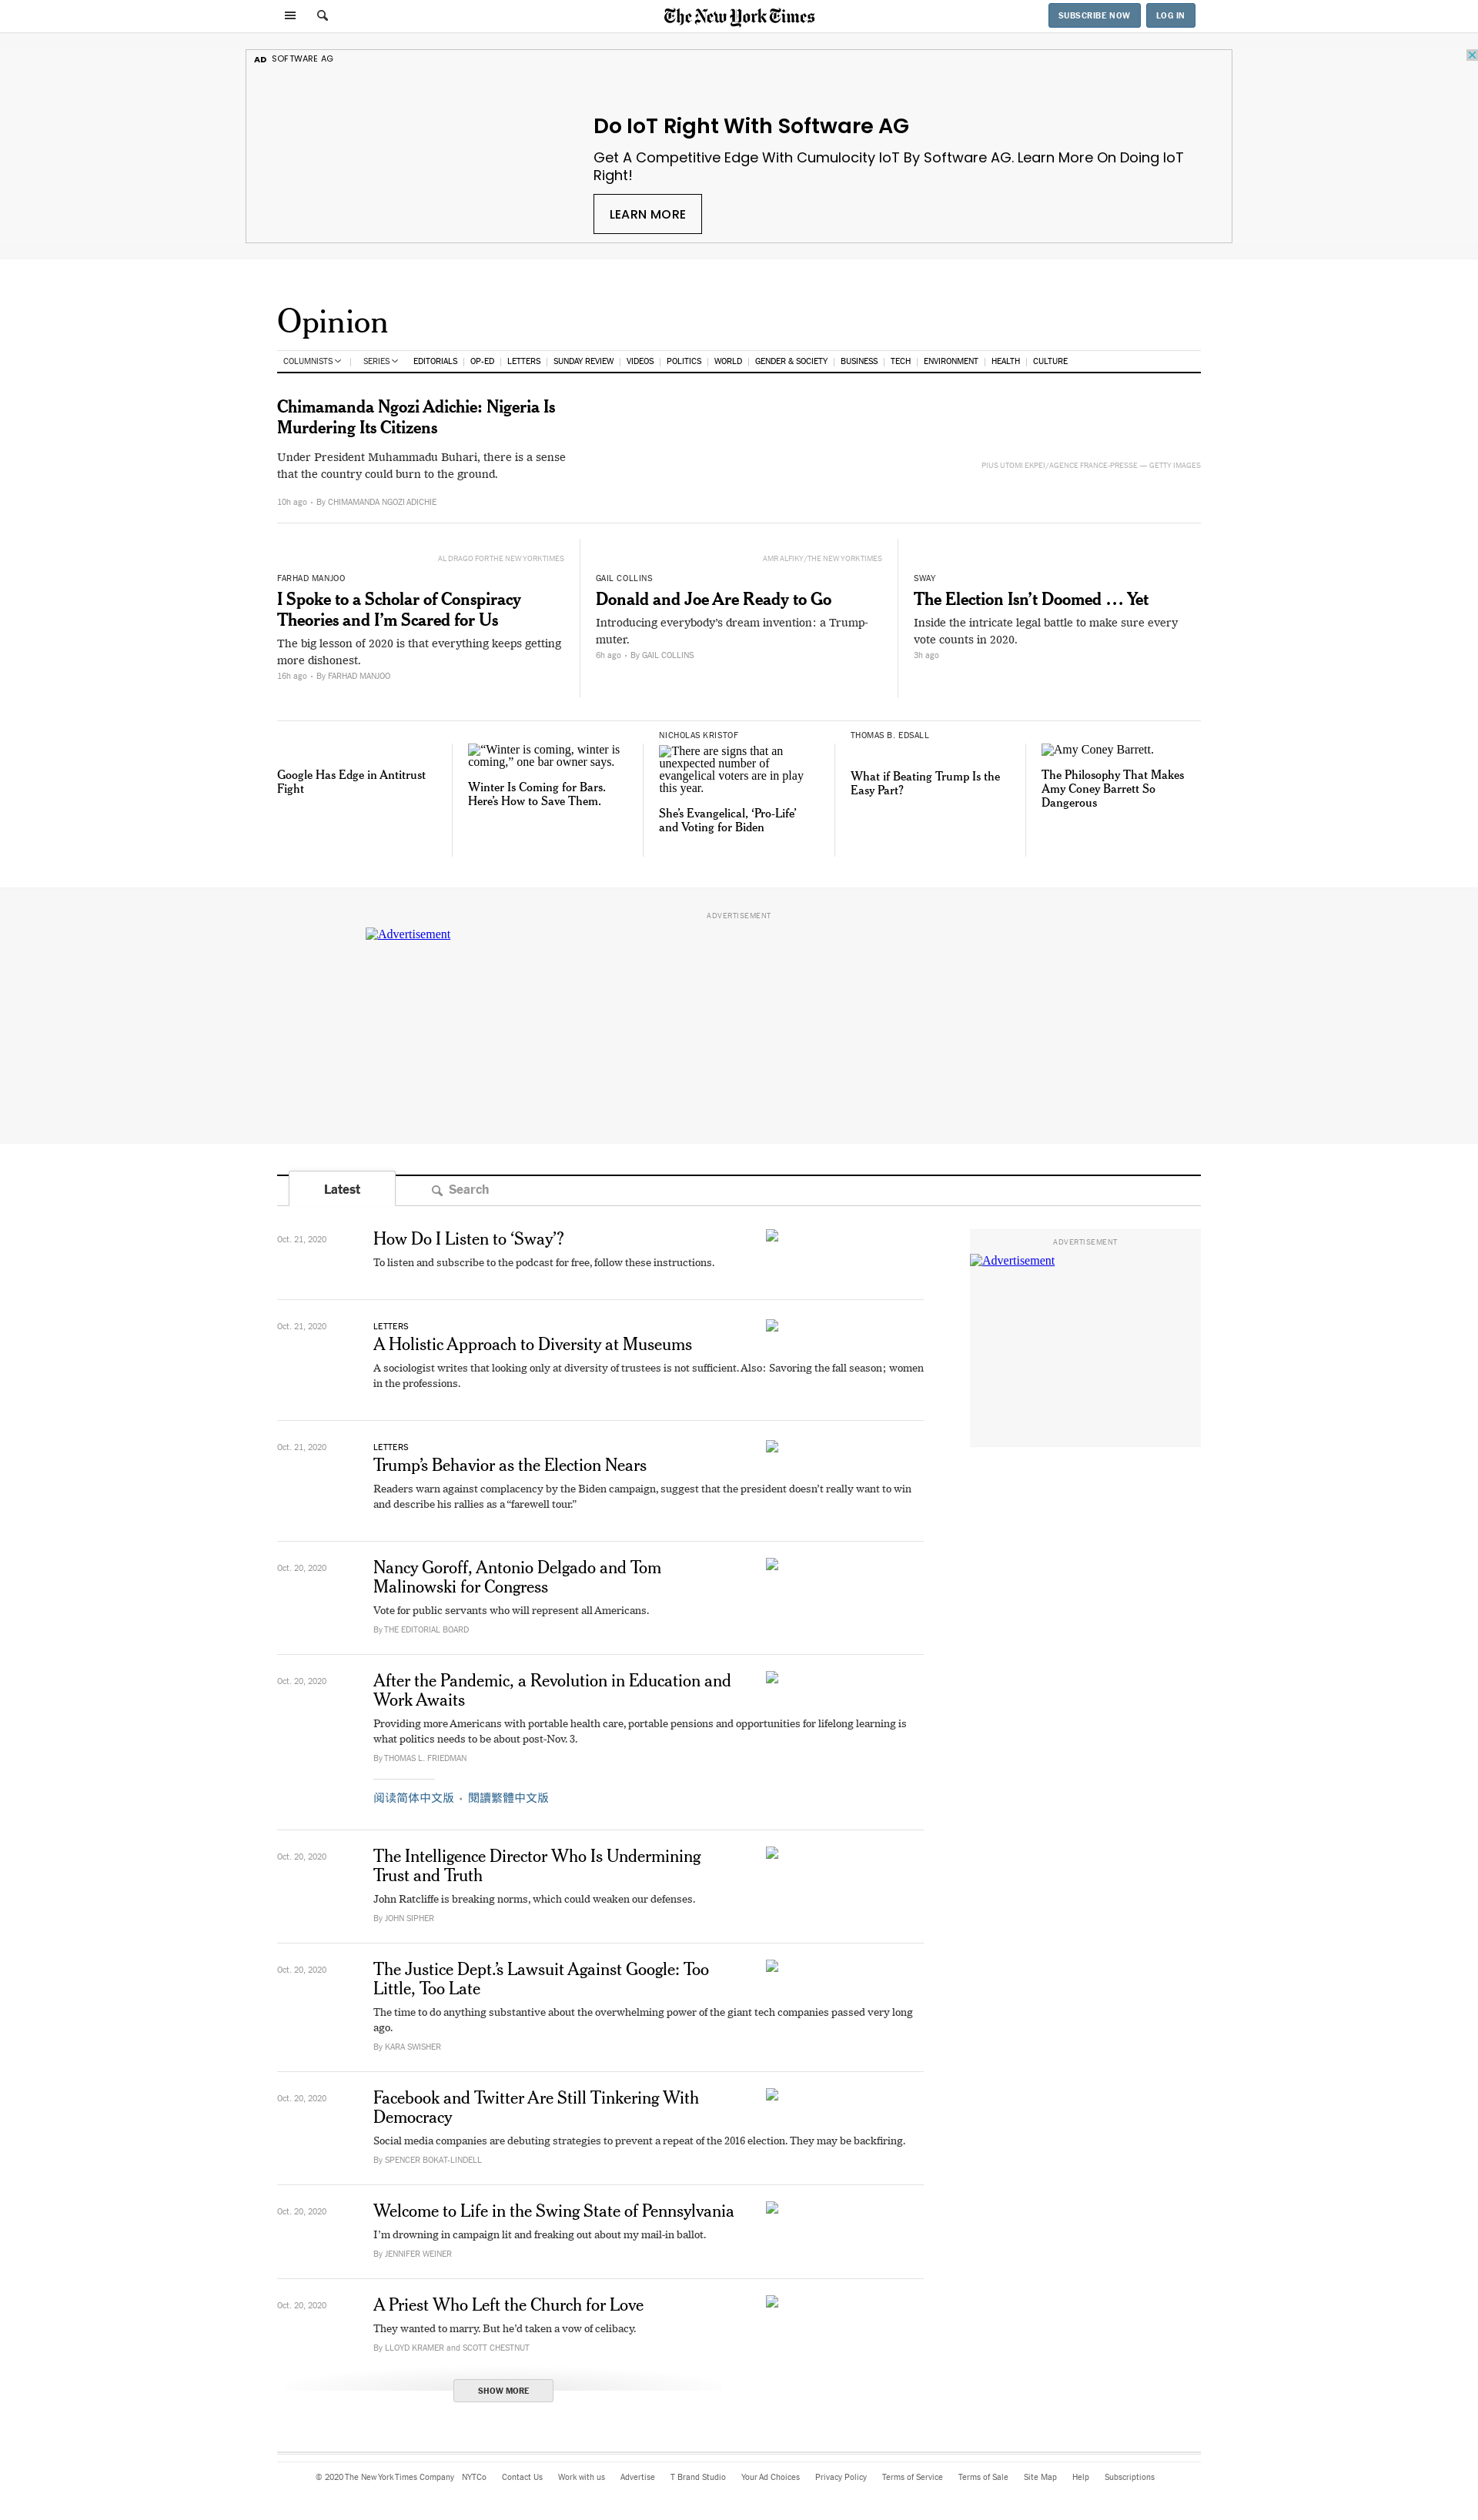 The New York Times
SUBSCRIBE NOW
LOG IN
AD SOFTWARE AG
Do IoT Right With Software AG
Get A Competitive Edge With Cumulocity IoT By Software AG. Learn More On Doing IoT
Right!
LEARN MORE
Opinion
COLUMNISTS SERIES EDITORIALS OP-ED LETTERS SUNDAY REVIEW VIDEOS POLITICS WORLD GENDER & SOCIETY BUSINESS TECH ENVIRONMENT HEALTH CULTURE
Chimamanda Ngozi Adichie: Nigeria Is
Murdering Its Citizens
Under President Muhammadu Buhari, there is a sense
that the country could burn to the ground.
10h ago • By CHIMAMANDA NGOZI ADICHIE
PIUS UTOMI EKPEI/AGENCE FRANCE-PRESSE — GETTY IMAGES
AL DRAGO FOR THE NEW YORK TIMES
FARHAD MANJOO
I Spoke to a Scholar of Conspiracy
Theories and I’m Scared for Us
The big lesson of 2020 is that everything keeps getting
more dishonest.
16h ago • By FARHAD MANJOO
AMR ALFIKY/THE NEW YORK TIMES
GAIL COLLINS
Donald and Joe Are Ready to Go
Introducing everybody’s dream invention: a Trump-
muter.
6h ago • By GAIL COLLINS
SWAY
The Election Isn’t Doomed … Yet
Inside the intricate legal battle to make sure every
vote counts in 2020.
3h ago
Google Has Edge in Antitrust
Fight
“Winter is coming, winter is
coming,” one bar owner says.
Winter Is Coming for Bars.
Here’s How to Save Them.
NICHOLAS KRISTOF
There are signs that an
unexpected number of
evangelical voters are in play
this year.
She’s Evangelical, ‘Pro-Life’
and Voting for Biden
THOMAS B. EDSALL
What if Beating Trump Is the
Easy Part?
Amy Coney Barrett.
The Philosophy That Makes
Amy Coney Barrett So
Dangerous
ADVERTISEMENT
Advertisement
Latest
Search
Oct. 21, 2020
How Do I Listen to ‘Sway’?
To listen and subscribe to the podcast for free, follow these instructions.
ADVERTISEMENT
Advertisement
Oct. 21, 2020
LETTERS
A Holistic Approach to Diversity at Museums
A sociologist writes that looking only at diversity of trustees is not sufficient. Also: Savoring the fall season; women
in the professions.
Oct. 21, 2020
LETTERS
Trump’s Behavior as the Election Nears
Readers warn against complacency by the Biden campaign, suggest that the president doesn’t really want to win
and describe his rallies as a “farewell tour.”
Oct. 20, 2020
Nancy Goroff, Antonio Delgado and Tom
Malinowski for Congress
Vote for public servants who will represent all Americans.
By THE EDITORIAL BOARD
Oct. 20, 2020
After the Pandemic, a Revolution in Education and
Work Awaits
Providing more Americans with portable health care, portable pensions and opportunities for lifelong learning is
what politics needs to be about post-Nov. 3.
By THOMAS L. FRIEDMAN
阅读简体中文版 • 閱讀繁體中文版
Oct. 20, 2020
The Intelligence Director Who Is Undermining
Trust and Truth
John Ratcliffe is breaking norms, which could weaken our defenses.
By JOHN SIPHER
Oct. 20, 2020
The Justice Dept.’s Lawsuit Against Google: Too
Little, Too Late
The time to do anything substantive about the overwhelming power of the giant tech companies passed very long
ago.
By KARA SWISHER
Oct. 20, 2020
Facebook and Twitter Are Still Tinkering With
Democracy
Social media companies are debuting strategies to prevent a repeat of the 2016 election. They may be backfiring.
By SPENCER BOKAT-LINDELL
Oct. 20, 2020
Welcome to Life in the Swing State of Pennsylvania
I’m drowning in campaign lit and freaking out about my mail-in ballot.
By JENNIFER WEINER
Oct. 20, 2020
A Priest Who Left the Church for Love
They wanted to marry. But he’d taken a vow of celibacy.
By LLOYD KRAMER and SCOTT CHESTNUT
SHOW MORE
© 2020 The New York Times Company NYTCo Contact Us Work with us Advertise T Brand Studio Your Ad Choices Privacy Policy Terms of Service Terms of Sale Site Map Help Subscriptions